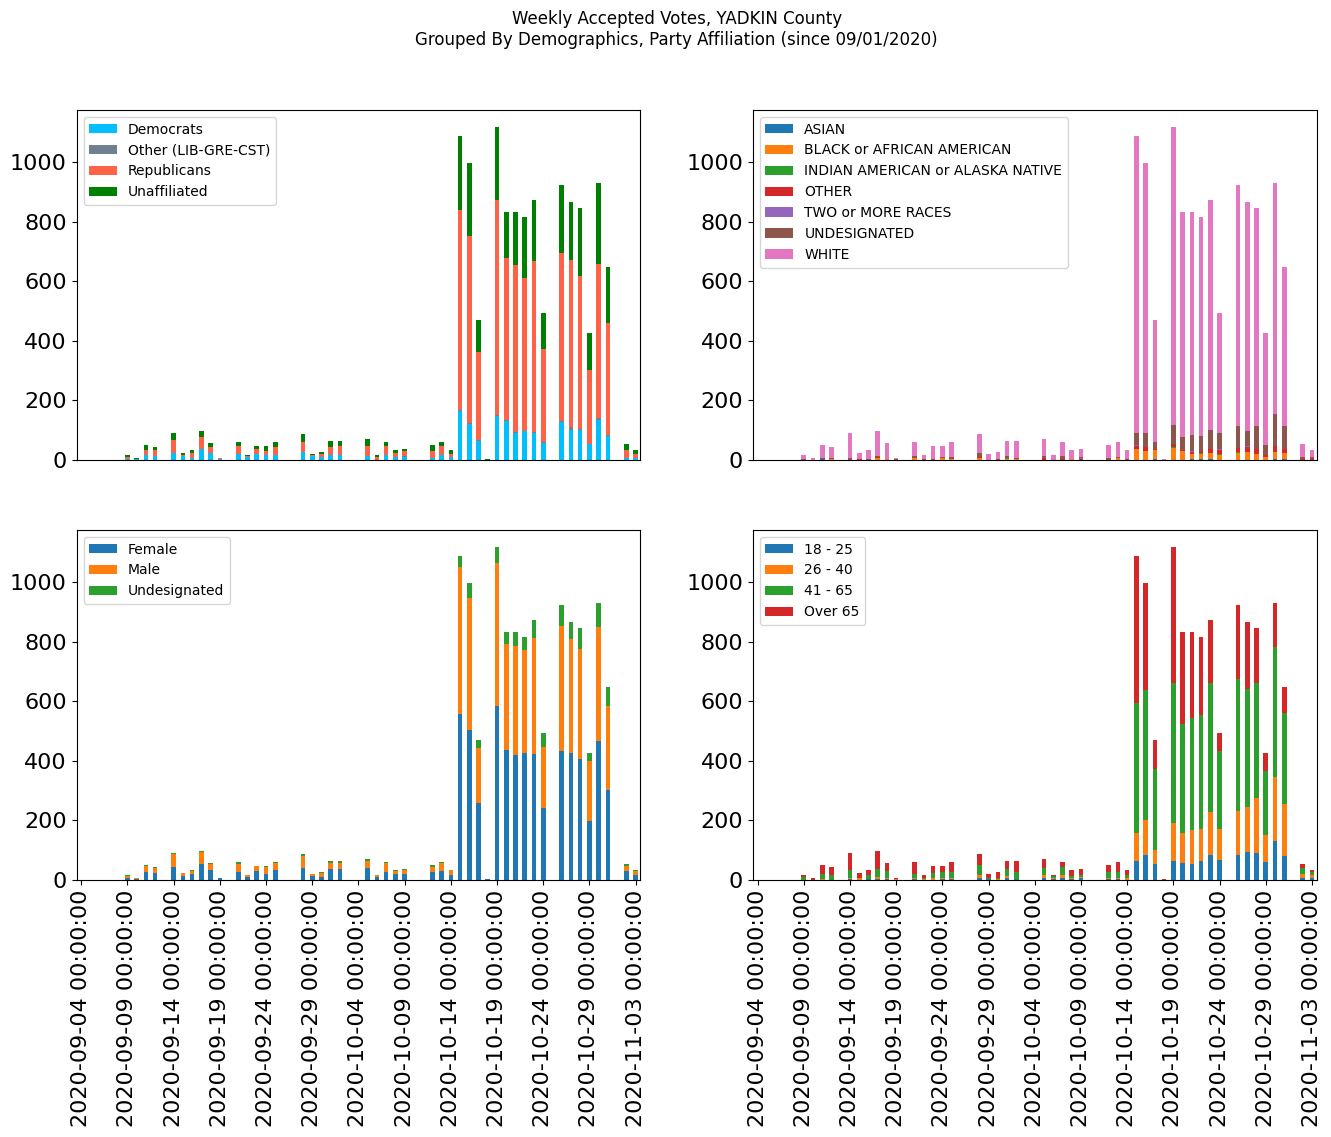 Weekly Accepted Votes, YADKIN County
Grouped By Demographics, Party Affiliation (since 09/01/2020)
Democrats
Other (LIB-GRE-CST)
Republicans
Unaffiliated
1000
800
600
400
200
0
ASIAN
BLACK or AFRICAN AMERICAN
INDIAN AMERICAN or ALASKA NATIVE
OTHER
TWO or MORE RACES
UNDESIGNATED
WHITE
1000
800
600
400
200
0
Female
Male
Undesignated
1000
800
600
400
200
0
2020-09-04 00:00:00
2020-09-09 00:00:00
2020-09-14 00:00:00
2020-09-19 00:00:00
2020-09-24 00:00:00
2020-09-29 00:00:00
2020-10-04 00:00:00
2020-10-09 00:00:00
2020-10-14 00:00:00
2020-10-19 00:00:00
2020-10-24 00:00:00
2020-10-29 00:00:00
2020-11-03 00:00:00
18 - 25
26 - 40
41 - 65
Over 65
1000
800
600
400
200
0
2020-09-04 00:00:00
2020-09-09 00:00:00
2020-09-14 00:00:00
2020-09-19 00:00:00
2020-09-24 00:00:00
2020-09-29 00:00:00
2020-10-04 00:00:00
2020-10-09 00:00:00
2020-10-14 00:00:00
2020-10-19 00:00:00
2020-10-24 00:00:00
2020-10-29 00:00:00
2020-11-03 00:00:00